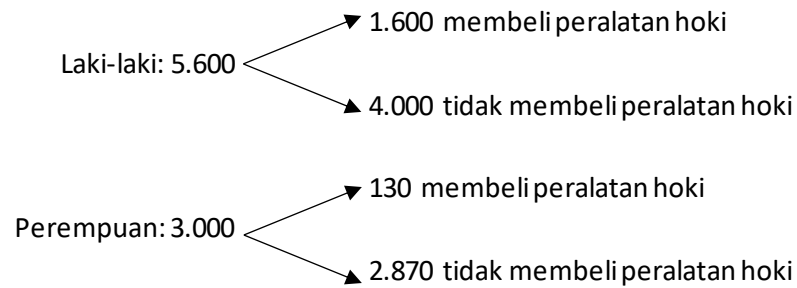 1.600 membeli peralatan hoki
Laki-laki: 5.600
4.000 tidak membeli peralatan hoki
130 membeli peralatan hoki
Perempuan: 3.000
2.870 tidak membeli peralatan hoki